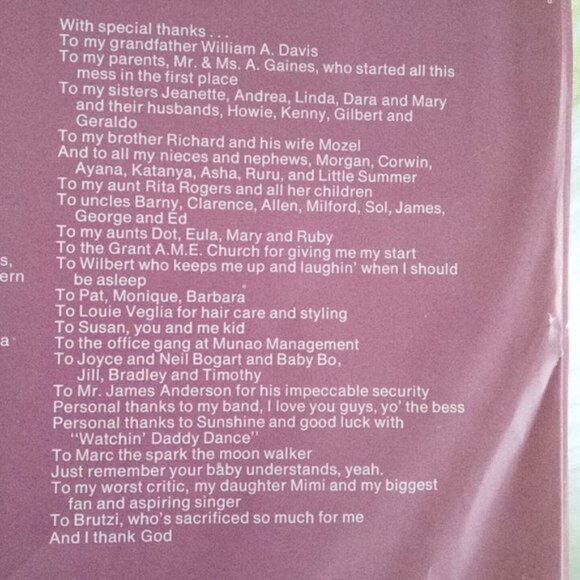 With special thanks . . .
To my grandfather William A. Davis
To my parents, Mr. & Ms. A. Gaines, who started all this
mess in the first place
To my sisters Jeanette, Andrea, Linda, Dara and Mary
and their husbands, Howie, Kenny, Gilbert and
Geraldo
To my brother Richard and his wife Mozel
And to all my nieces and nephews, Morgan, Corwin,
Ayana, Katanya, Asha, Ruru, and Little Summer
To my aunt Rita Rogers and all her children
To uncles Barny, Clarence, Allen, Milford, Sol, James,
George and Ed
To my aunts Dot, Eula, Mary and Ruby
To the Grant A.M.E. Church for giving me my start
To Wilbert who keeps me up and laughin' when I should
be asleep
To Pat, Monique, Barbara
To Louie Veglia for hair care and styling
To Susan, you and me kid
To the office gang at Munao Management
To Joyce and Neil Bogart and Baby Bo,
Jill, Bradley and Timothy
To Mr. James Anderson for his impeccable security
Personal thanks to my band, I love you guys, yo' the bess
Personal thanks to Sunshine and good luck with
"Watchin' Daddy Dance"
To Marc the spark the moon walker
Just remember your baby understands, yeah.
To my worst critic, my daughter Mimi and my biggest
fan and aspiring singer
To Brutzi, who's sacrificed so much for me
And I thank God
s,
ern
a